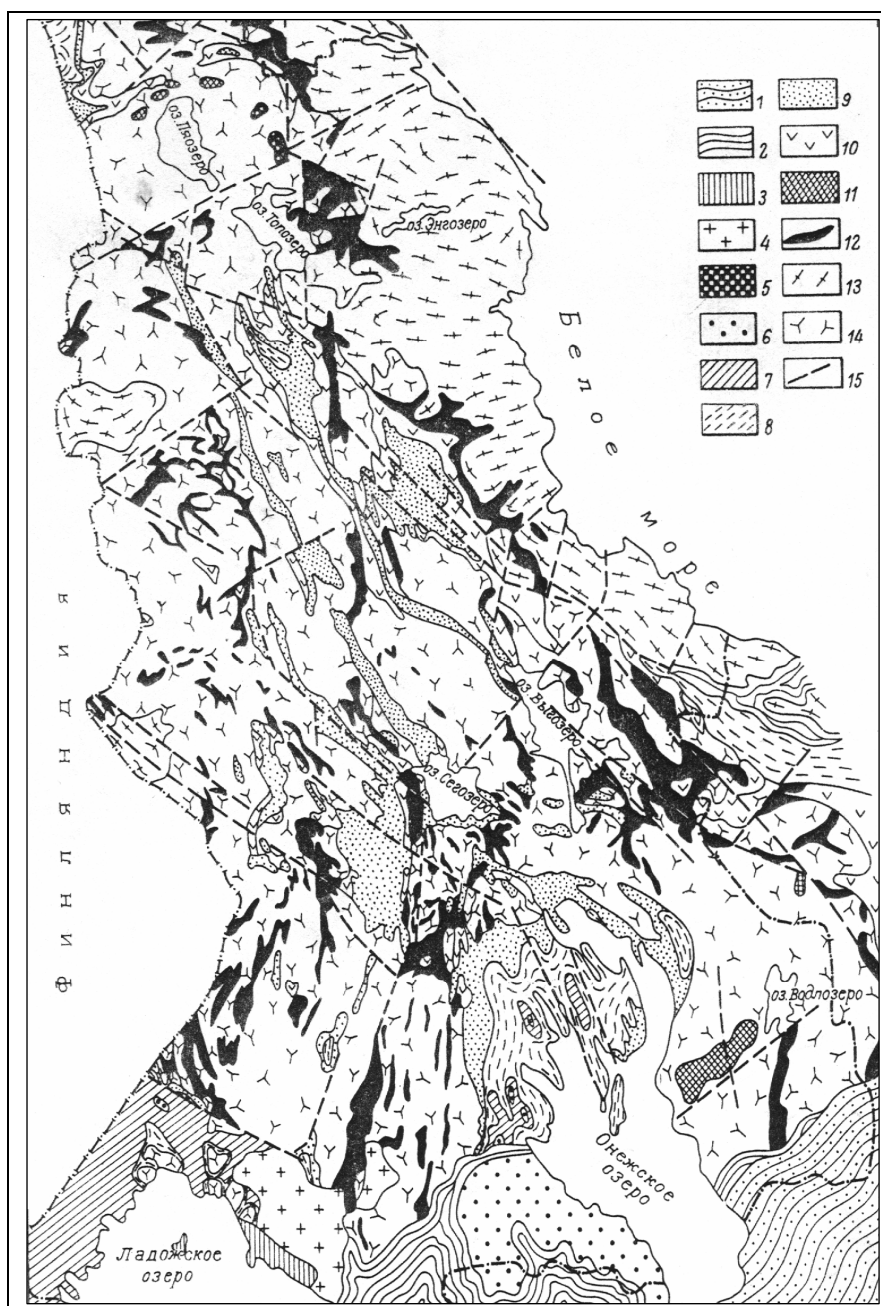 оз. Пяозеро
оз. Топозеро
оз. Энгозеро
Белое море
оз. Выгозеро
оз. Сегозеро
Финляндия
оз. Водлозеро
Онежское
озеро
Ладожское
озеро
1
2
3
4
5
6
7
8
9
10
11
12
13
14
15